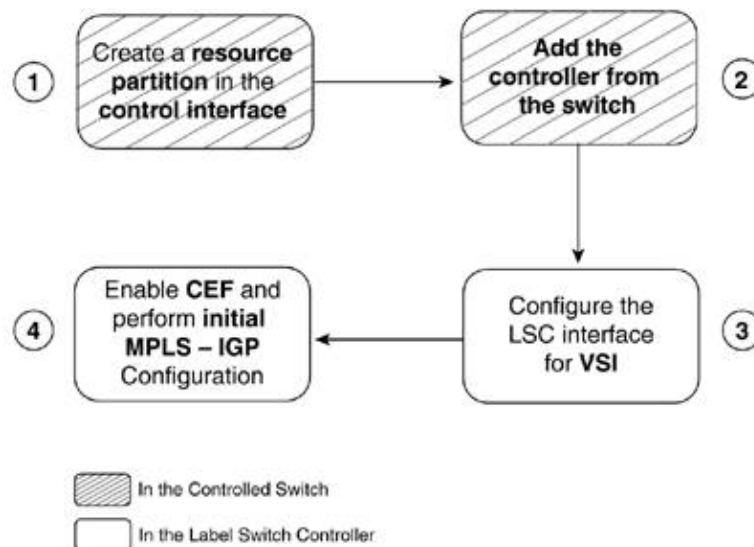 1
Create a resource
partition in the
control interface
Add the
controller from
the switch
2
4
Enable CEF and
perform initial
MPLS – IGP
Configuration
Configure the
LSC interface
for VSI
3
In the Controlled Switch
In the Label Switch Controller